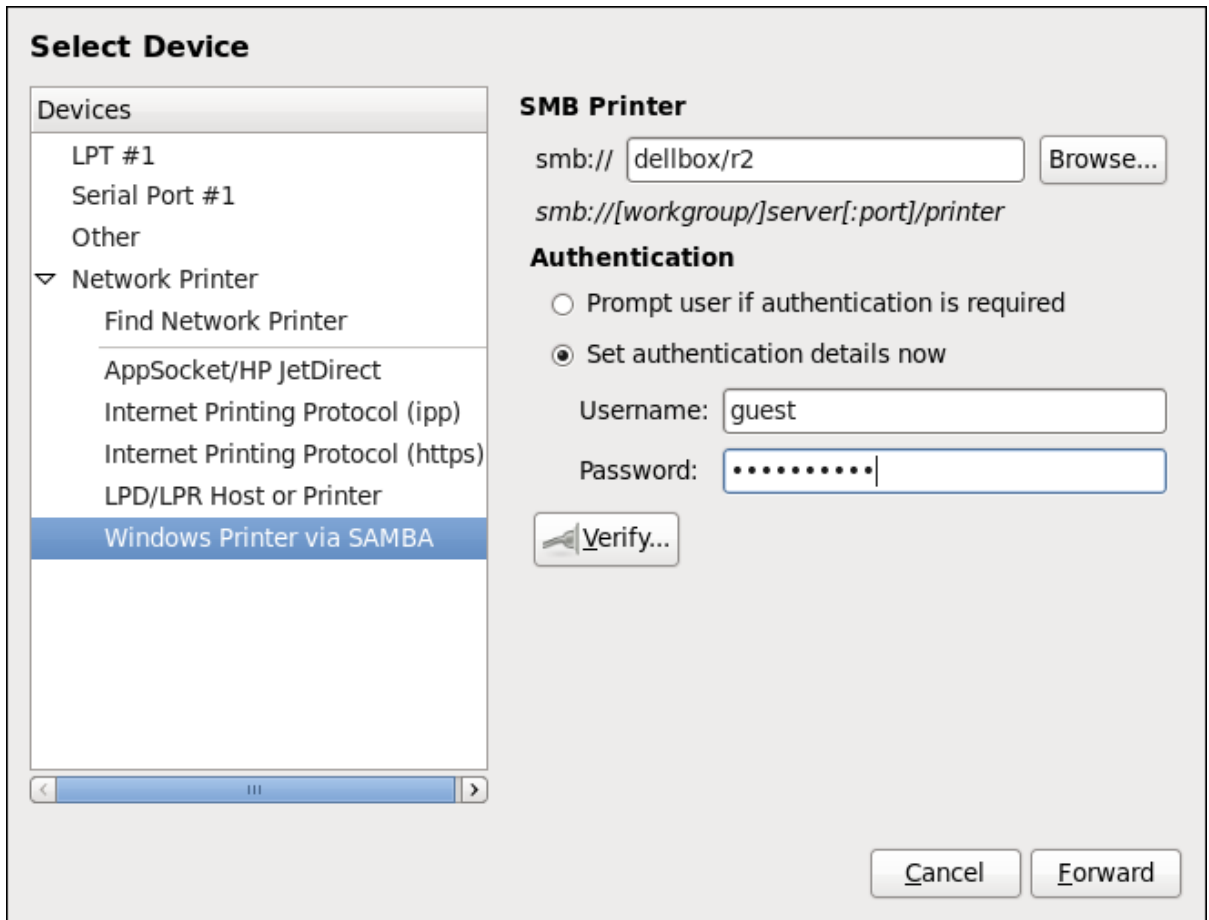 Select Device
Devices
LPT #1
Serial Port #1
Other
Network Printer
Find Network Printer
AppSocket/HP JetDirect
Internet Printing Protocol (ipp)
Internet Printing Protocol (https)
LPD/LPR Host or Printer
Windows Printer via SAMBA
SMB Printer
smb:// dellbox/r2 Browse...
smb://[workgroup/]server[:port]/printer
Authentication
Prompt user if authentication is required
Set authentication details now
Username: guest
Password: ••••••••••
Verify...
Cancel Forward